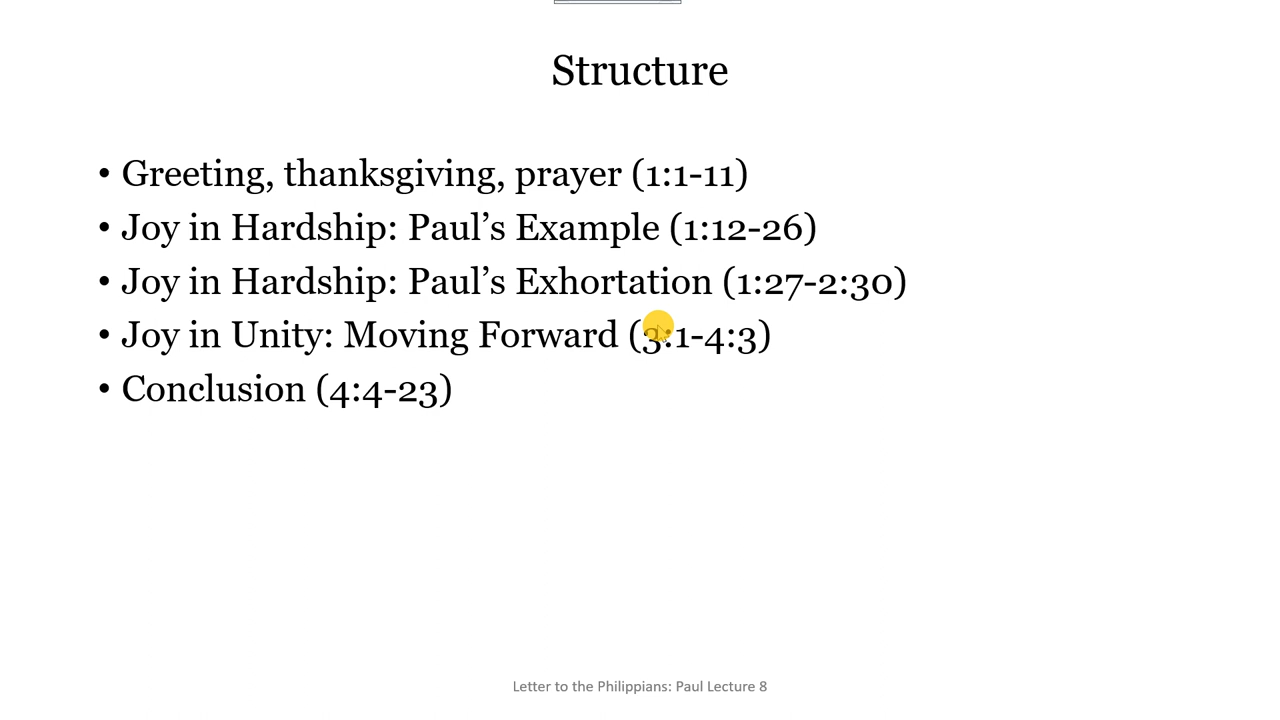 Structure
• Greeting, thanksgiving, prayer (1:1-11)
• Joy in Hardship: Paul’s Example (1:12-26)
• Joy in Hardship: Paul’s Exhortation (1:27-2:30)
• Joy in Unity: Moving Forward (3:1-4:3)
• Conclusion (4:4-23)
Letter to the Philippians: Paul Lecture 8